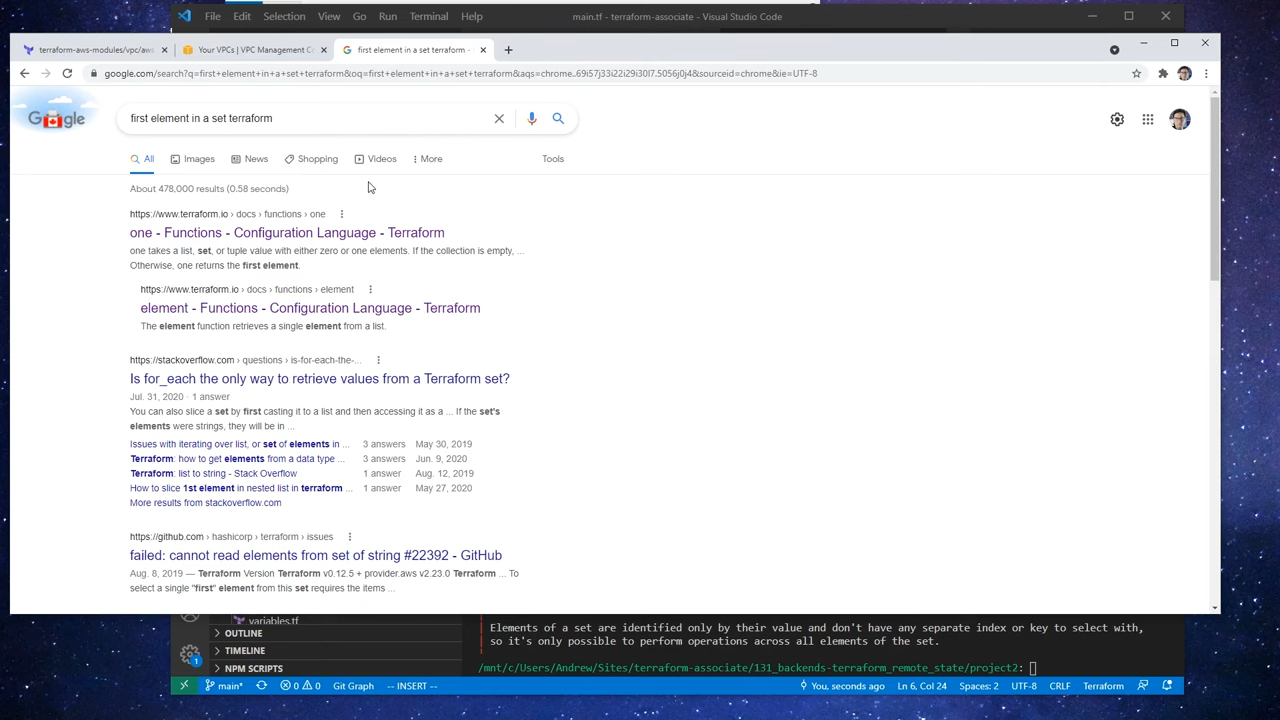 File Edit Selection View Go Run Terminal Help main.tf - terraform-associate - Visual Studio Code
terraform-aws-modules/vpc/aws Your VPCs | VPC Management C first element in a set terraform -
google.com/search?q=first+element+in+a+set+terraform&oq=first+element+in+a+set+terraform&aqs=chrome..69i57j33i22i29i30l7.5056j0j4&sourceid=chrome&ie=UTF-8
Google first element in a set terraform
All Images News Shopping Videos More Tools
About 478,000 results (0.58 seconds)
https://www.terraform.io › docs › functions › one
one - Functions - Configuration Language - Terraform
one takes a list, set, or tuple value with either zero or one elements. If the collection is empty, ...
Otherwise, one returns the first element.
https://www.terraform.io › docs › functions › element
element - Functions - Configuration Language - Terraform
The element function retrieves a single element from a list.
https://stackoverflow.com › questions › is-for-each-the-...
Is for_each the only way to retrieve values from a Terraform set?
Jul. 31, 2020 · 1 answer
You can also slice a set by first casting it to a list and then accessing it as a ... If the set's
elements were strings, they will be in ...
Issues with iterating over list, or set of elements in ... 3 answers May 30, 2019
Terraform: how to get elements from a data type ... 3 answers Jun. 9, 2020
Terraform: list to string - Stack Overflow 1 answer Aug. 12, 2019
How to slice 1st element in nested list in terraform ... 1 answer May 27, 2020
More results from stackoverflow.com
https://github.com › hashicorp › terraform › issues
failed: cannot read elements from set of string #22392 - GitHub
Aug. 8, 2019 — Terraform Version Terraform v0.12.5 + provider.aws v2.23.0 Terraform ... To
select a single "first" element from this set requires the items ...
variables.tf
OUTLINE
TIMELINE
NPM SCRIPTS
Elements of a set are identified only by their value and don't have any separate index or key to select with,
so it's only possible to perform operations across all elements of the set.
/mnt/c/Users/Andrew/Sites/terraform-associate/131_backends-terraform_remote_state/project2:
1
main* 0 0 Git Graph -- INSERT -- You, seconds ago Ln 6, Col 24 Spaces: 2 UTF-8 CRLF Terraform